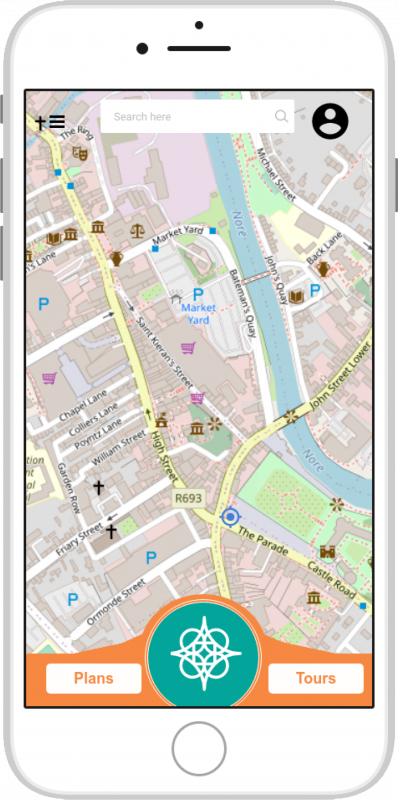 Search here
The Ring
Michael Street
Nore
Market Yard
Back Lane
n's Lane
John's Quay
Bateman's Quay
P
P
P
Market
Yard
Saint Kieran's Street
John Street Lower
Chapel Lane
Colliers Lane
Poyntz Lane
William Street
High Street
Garden Row
Nore
R693
The Parade
Friary Street
P
Castle Road
P
Ormonde Street
Plans
Tours